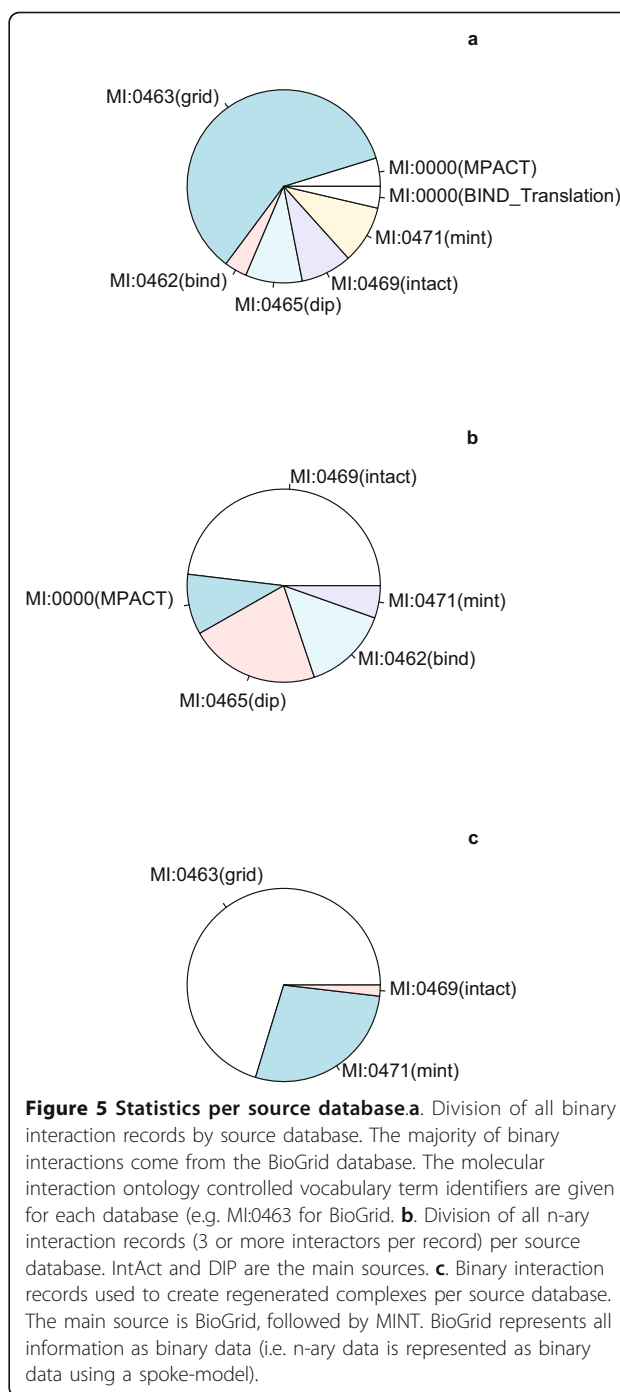 a
MI:0463(grid)
MI:0000(MPACT)
MI:0000(BIND_Translation)
MI:0471(mint)
MI:0469(intact)
MI:0462(bind)
MI:0465(dip)
b
MI:0469(intact)
MI:0000(MPACT)
MI:0471(mint)
MI:0462(bind)
MI:0465(dip)
c
MI:0463(grid)
MI:0469(intact)
MI:0471(mint)
Figure 5 Statistics per source database.a. Division of all binary
interaction records by source database. The majority of binary
interactions come from the BioGrid database. The molecular
interaction ontology controlled vocabulary term identifiers are given
for each database (e.g. MI:0463 for BioGrid. b. Division of all n-ary
interaction records (3 or more interactors per record) per source
database. IntAct and DIP are the main sources. c. Binary interaction
records used to create regenerated complexes per source database.
The main source is BioGrid, followed by MINT. BioGrid represents all
information as binary data (i.e. n-ary data is represented as binary
data using a spoke-model).